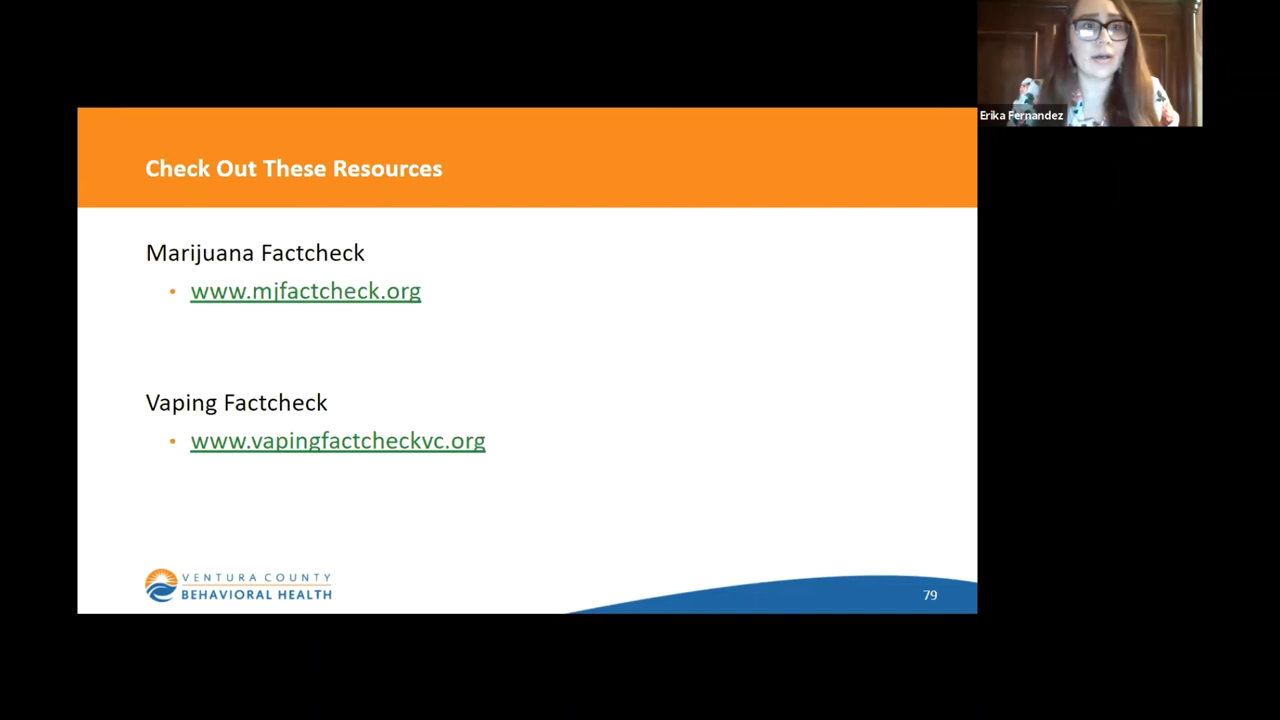 Erika Fernandez
Check Out These Resources
Marijuana Factcheck
• www.mjfactcheck.org
Vaping Factcheck
• www.vapingfactcheckvc.org
VENTURA COUNTY
BEHAVIORAL HEALTH
79